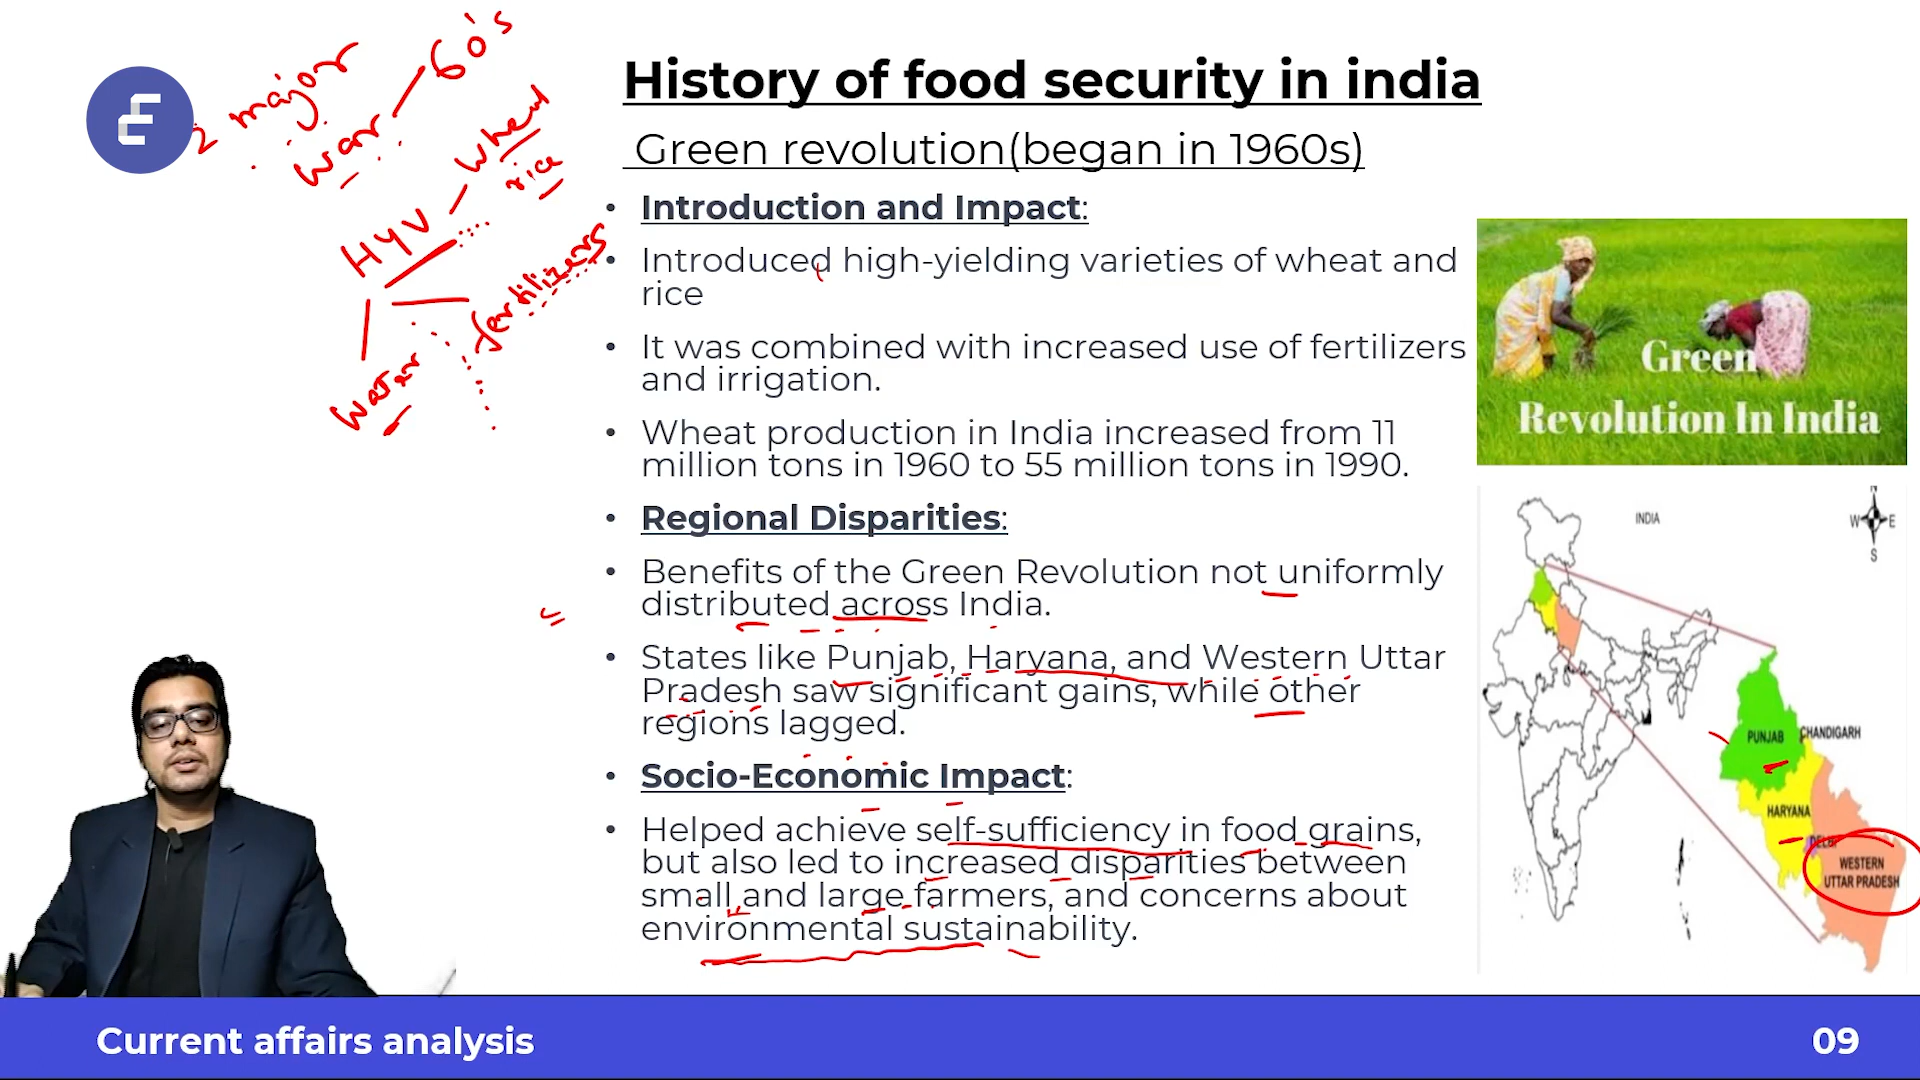 2 major
war — 60's
HYV — wheat
rice
fertilizers
water
History of food security in india
Green revolution(began in 1960s)
• Introduction and Impact:
• Introduced high-yielding varieties of wheat and
rice
• It was combined with increased use of fertilizers
and irrigation.
• Wheat production in India increased from 11
million tons in 1960 to 55 million tons in 1990.
• Regional Disparities:
• Benefits of the Green Revolution not uniformly
distributed across India.
• States like Punjab, Haryana, and Western Uttar
Pradesh saw significant gains, while other
regions lagged.
• Socio-Economic Impact:
• Helped achieve self-sufficiency in food grains,
but also led to increased disparities between
small and large farmers, and concerns about
environmental sustainability.
Green
Revolution In India
INDIA
N
W E
S
PUNJAB
CHANDIGARH
HARYANA
DELHI
WESTERN
UTTAR PRADESH
Current affairs analysis
09